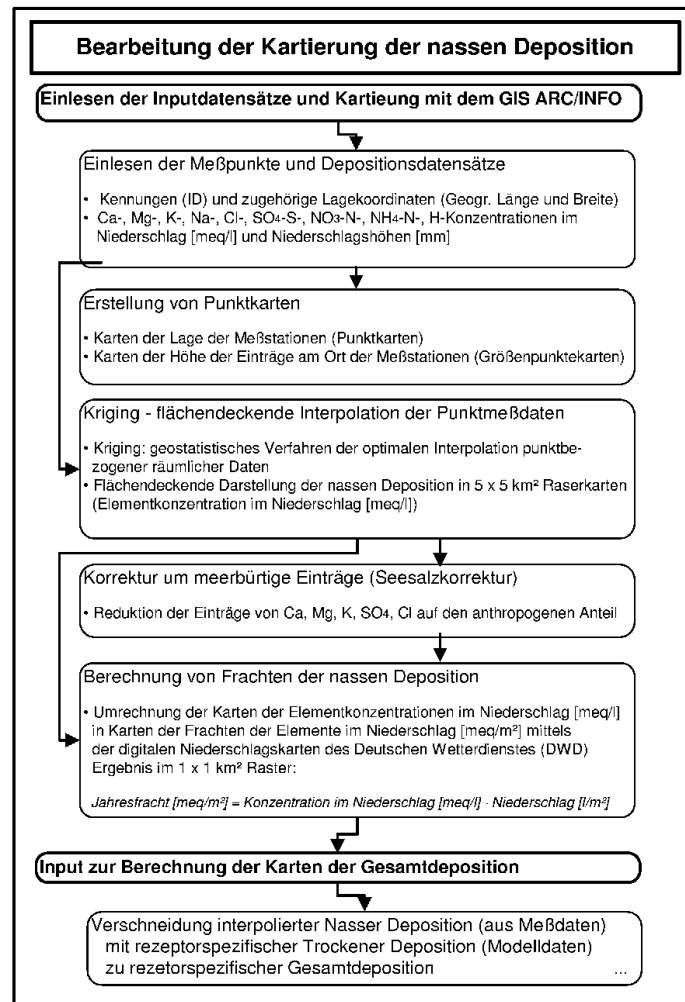 Bearbeitung der Kartierung der nassen Deposition
Einlesen der Inputdatensätze und Kartieung mit dem GIS ARC/INFO
Einlesen der Meßpunkte und Depositionsdatensätze
• Kennungen (ID) und zugehörige Lagekoordinaten (Geogr. Länge und Breite)
• Ca-, Mg-, K-, Na-, Cl-, SO4-S-, NO3-N-, NH4-N-, H-Konzentrationen im
Niederschlag [meq/l] und Niederschlagshöhen [mm]
Erstellung von Punktkarten
• Karten der Lage der Meßstationen (Punktkarten)
• Karten der Höhe der Einträge am Ort der Meßstationen (Größenpunktekarten)
Kriging - flächendeckende Interpolation der Punktmeßdaten
• Kriging: geostatistisches Verfahren der optimalen Interpolation punktbe-
zogener räumlicher Daten
• Flächendeckende Darstellung der nassen Deposition in 5 x 5 km² Raserkarten
(Elementkonzentration im Niederschlag [meq/l])
Korrektur um meerbürtige Einträge (Seesalzkorrektur)
• Reduktion der Einträge von Ca, Mg, K, SO4, Cl auf den anthropogenen Anteil
Berechnung von Frachten der nassen Deposition
• Umrechnung der Karten der Elementkonzentrationen im Niederschlag [meq/l]
in Karten der Frachten der Elemente im Niederschlag [meq/m²] mittels
der digitalen Niederschlagskarten des Deutschen Wetterdienstes (DWD)
Ergebnis im 1 x 1 km² Raster:
Jahresfracht [meq/m²] = Konzentration im Niederschlag [meq/l] · Niederschlag [l/m²]
Input zur Berechnung der Karten der Gesamtdeposition
Verschneidung interpolierter Nasser Deposition (aus Meßdaten)
mit rezeptorspezifischer Trockener Deposition (Modelldaten)
zu rezetorspezifischer Gesamtdeposition ...